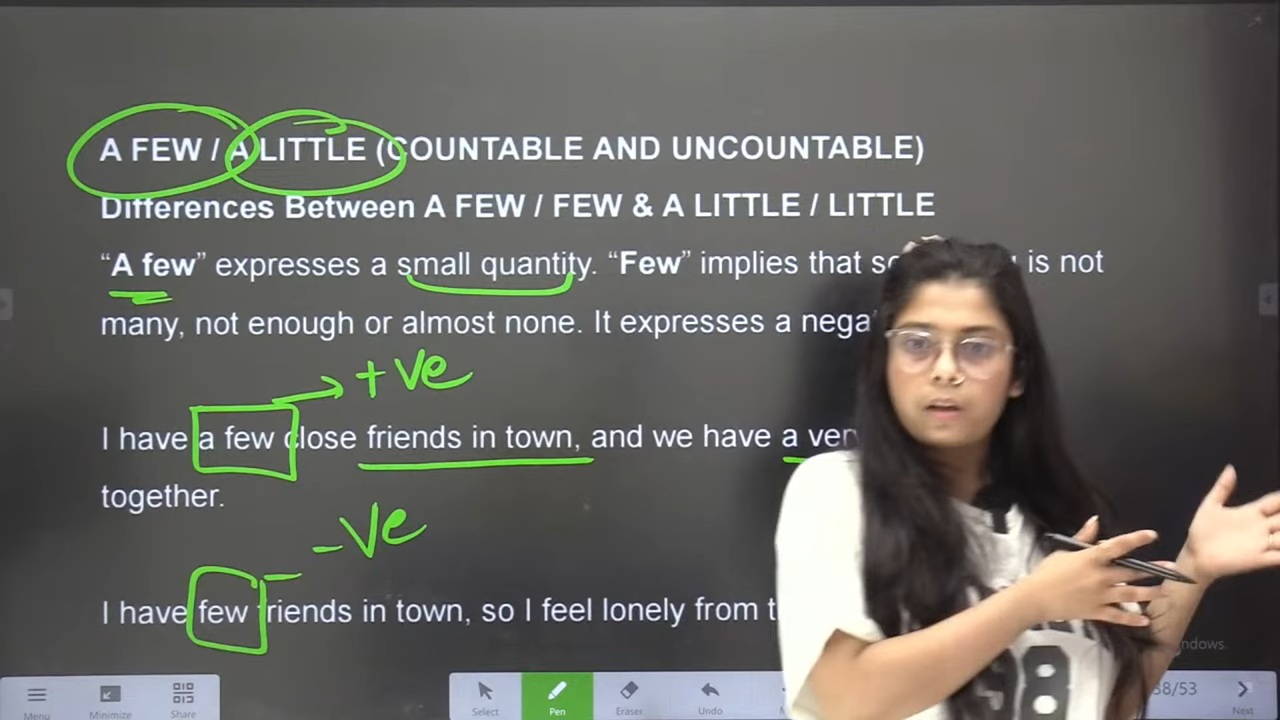 A FEW / A LITTLE (COUNTABLE AND UNCOUNTABLE)
Differences Between A FEW / FEW & A LITTLE / LITTLE
“A few” expresses a small quantity. “Few” implies that is not
many, not enough or almost none. It expresses a
+ve
I have a few close friends in town, and we have a
together.
-ve
I have few friends in town, so I feel lonely from
Menu Minimize Share Select Pen Eraser Undo 38/53 Next